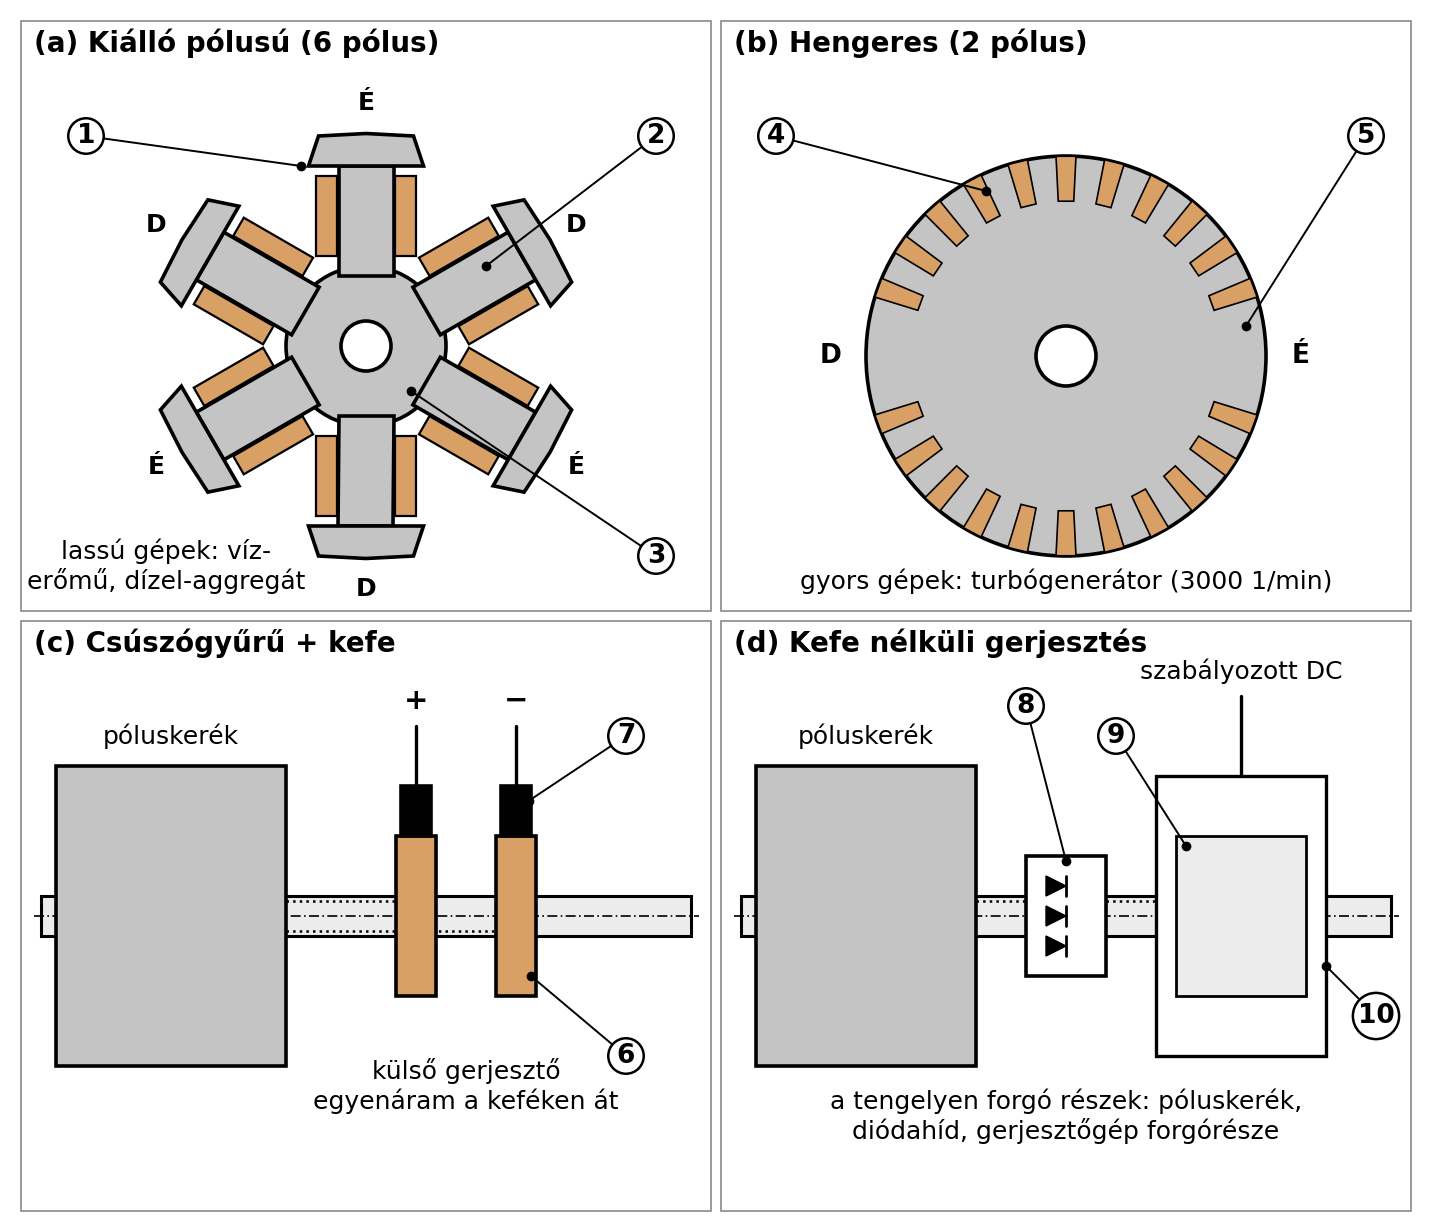 (a) Kiálló pólusú (6 pólus)
É
1
2
D
D
É
É
lassú gépek: víz-
erőmű, dízel-aggregát
3
D
(b) Hengeres (2 pólus)
4
5
D
É
gyors gépek: turbógenerátor (3000 1/min)
(c) Csúszógyűrű + kefe
+
−
póluskerék
7
6
külső gerjesztő
egyenáram a keféken át
(d) Kefe nélküli gerjesztés
szabályozott DC
8
póluskerék
9
10
a tengelyen forgó részek: póluskerék,
diódahíd, gerjesztőgép forgórésze